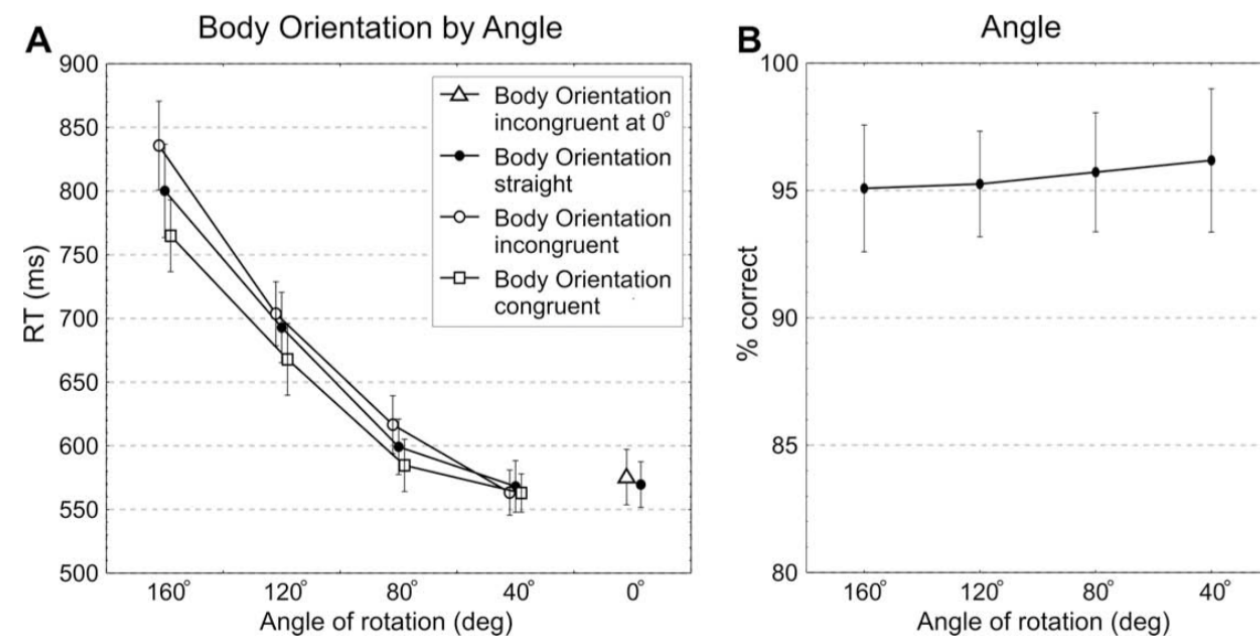 A
Body Orientation by Angle
900
850
800
750
700
650
600
550
500
RT (ms)
Body Orientation
incongruent at 0°
Body Orientation
straight
Body Orientation
incongruent
Body Orientation
congruent
160° 120° 80° 40° 0°
Angle of rotation (deg)
B
Angle
100
95
90
85
80
% correct
160° 120° 80° 40°
Angle of rotation (deg)